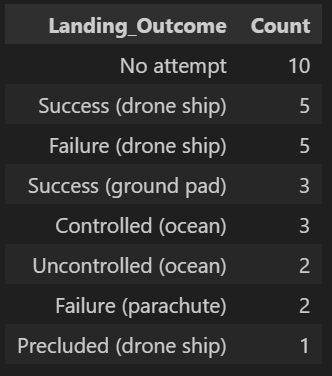 Landing_Outcome Count
No attempt 10
Success (drone ship) 5
Failure (drone ship) 5
Success (ground pad) 3
Controlled (ocean) 3
Uncontrolled (ocean) 2
Failure (parachute) 2
Precluded (drone ship) 1